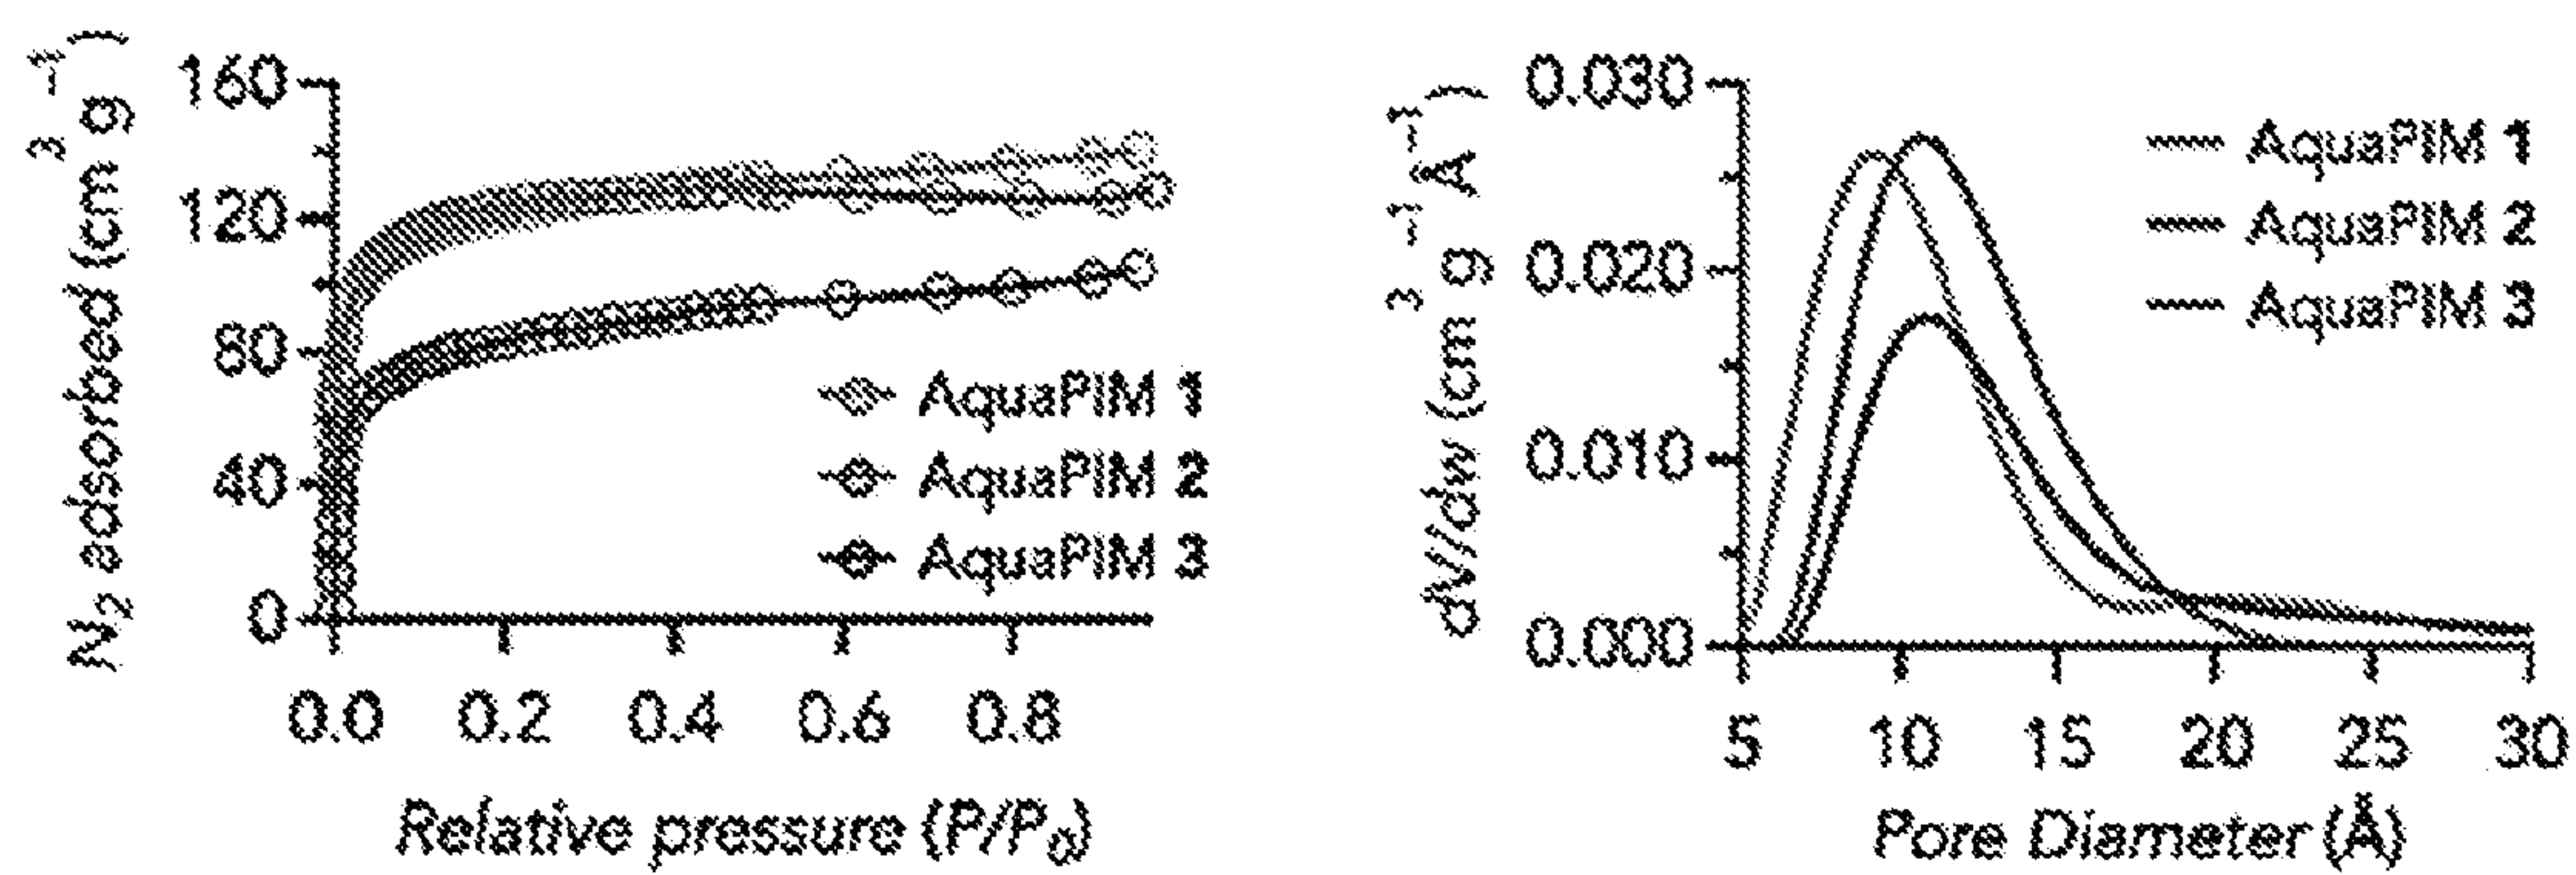 N₂ adsorbed (cm³ g⁻¹)
160
120
80
40
0
0.0 0.2 0.4 0.6 0.8
Relative pressure (P/P₀)
AquaPIM 1
AquaPIM 2
AquaPIM 3
dV/dw (cm³ g⁻¹ Å⁻¹)
0.030
0.020
0.010
0.000
5 10 15 20 25 30
Pore Diameter (Å)
AquaPIM 1
AquaPIM 2
AquaPIM 3